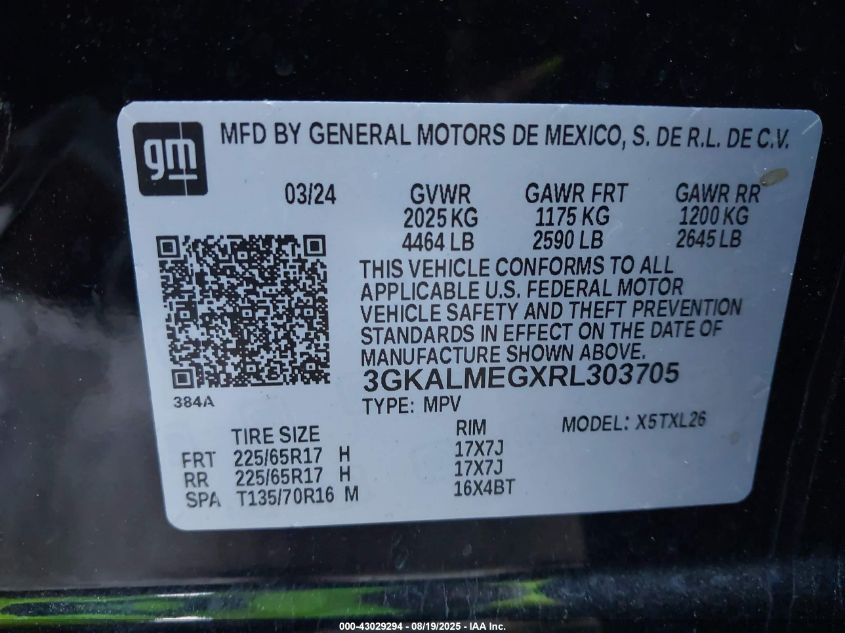 gm
MFD BY GENERAL MOTORS DE MEXICO, S. DE R.L. DE C.V.
03/24 GVWR GAWR FRT GAWR RR
2025 KG 1175 KG 1200 KG
4464 LB 2590 LB 2645 LB
THIS VEHICLE CONFORMS TO ALL
APPLICABLE U.S. FEDERAL MOTOR
VEHICLE SAFETY AND THEFT PREVENTION
STANDARDS IN EFFECT ON THE DATE OF
MANUFACTURE SHOWN ABOVE.
3GKALMEGXRL303705
384A
TYPE: MPV
MODEL: X5TXL26
TIRE SIZE RIM
FRT 225/65R17 H 17X7J
RR 225/65R17 H 17X7J
SPA T135/70R16 M 16X4BT
000-43029294 - 08/19/2025 - IAA Inc.